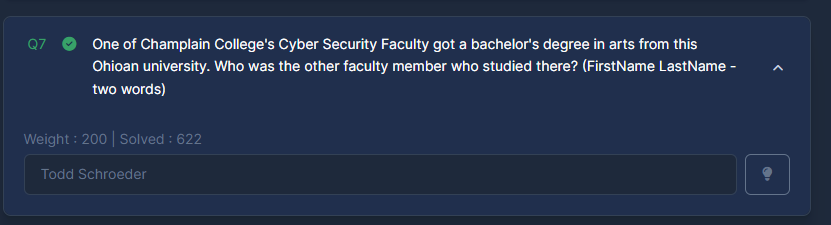 Q7 One of Champlain College's Cyber Security Faculty got a bachelor's degree in arts from this
Ohioan university. Who was the other faculty member who studied there? (FirstName LastName -
two words)
Weight : 200 | Solved : 622
Todd Schroeder